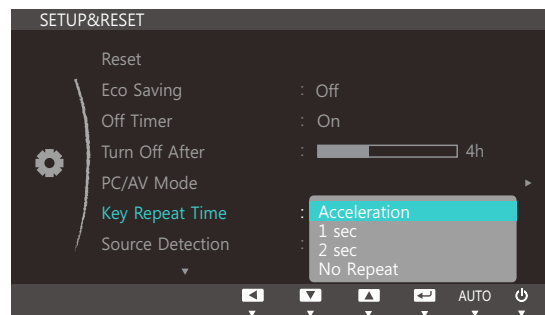 SETUP&RESET
Reset
Eco Saving : Off
Off Timer : On
Turn Off After : 4h
PC/AV Mode
Key Repeat Time : Acceleration
1 sec
Source Detection : 2 sec
No Repeat
AUTO